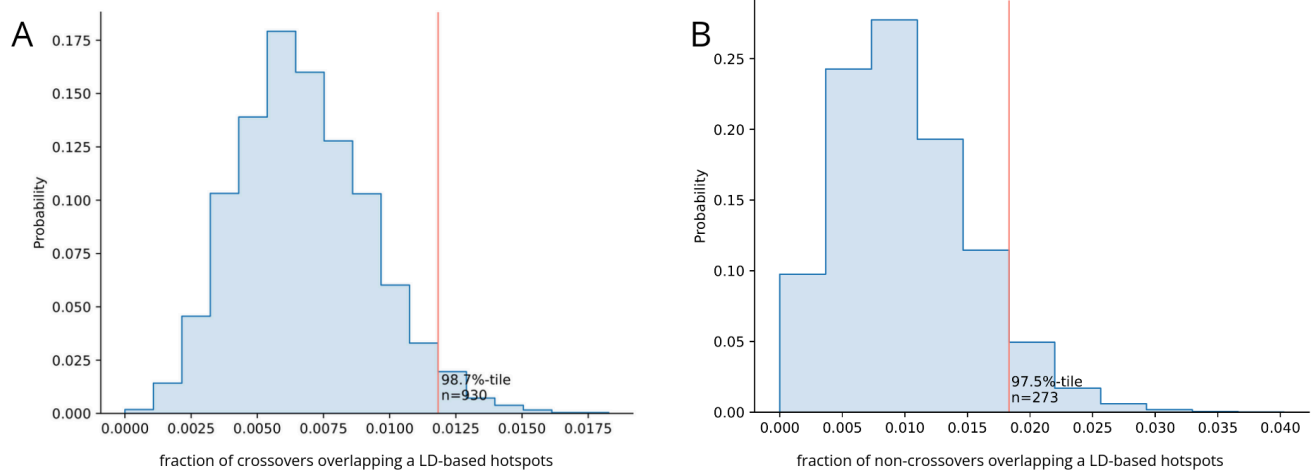 A
0.175
0.150
0.125
0.100
0.075
0.050
0.025
0.000
Probability
98.7%-tile
n=930
0.0000 0.0025 0.0050 0.0075 0.0100 0.0125 0.0150 0.0175
fraction of crossovers overlapping a LD-based hotspots
B
0.25
0.20
0.15
0.10
0.05
0.00
Probability
97.5%-tile
n=273
0.000 0.005 0.010 0.015 0.020 0.025 0.030 0.035 0.040
fraction of non-crossovers overlapping a LD-based hotspots